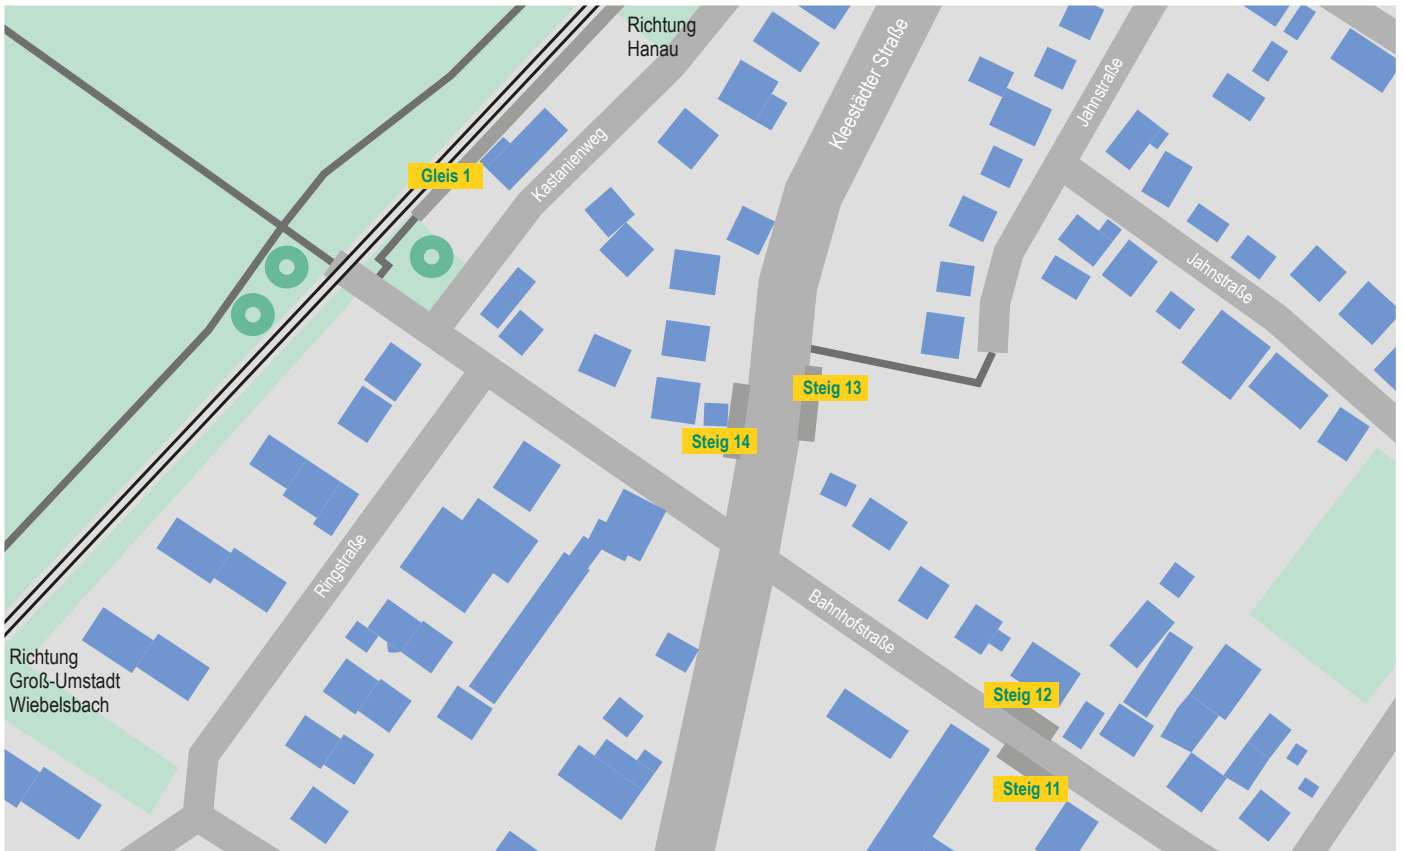 Richtung
Hanau
Kleestädter Straße
Jahnstraße
Gleis 1
Kastanienweg
Jahnstraße
Steig 13
Steig 14
Ringstraße
Bahnhofstraße
Richtung
Groß-Umstadt
Wiebelsbach
Steig 12
Steig 11